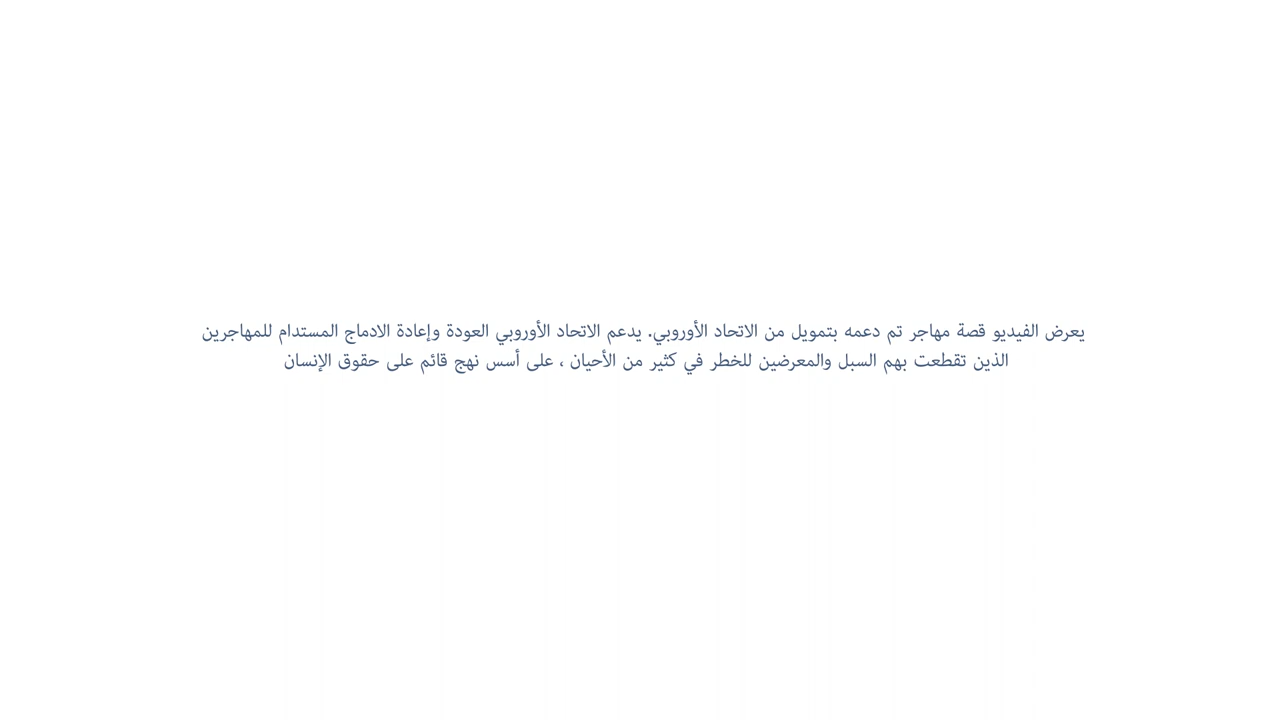 يعرض الفيديو قصة مهاجر تم دعمه بتمويل من الاتحاد الأوروبي. يدعم الاتحاد الأوروبي العودة وإعادة الادماج المستدام للمهاجرين
الذين تقطعت بهم السبل والمعرضين للخطر في كثير من الأحيان ، على أسس نهج قائم على حقوق الإنسان